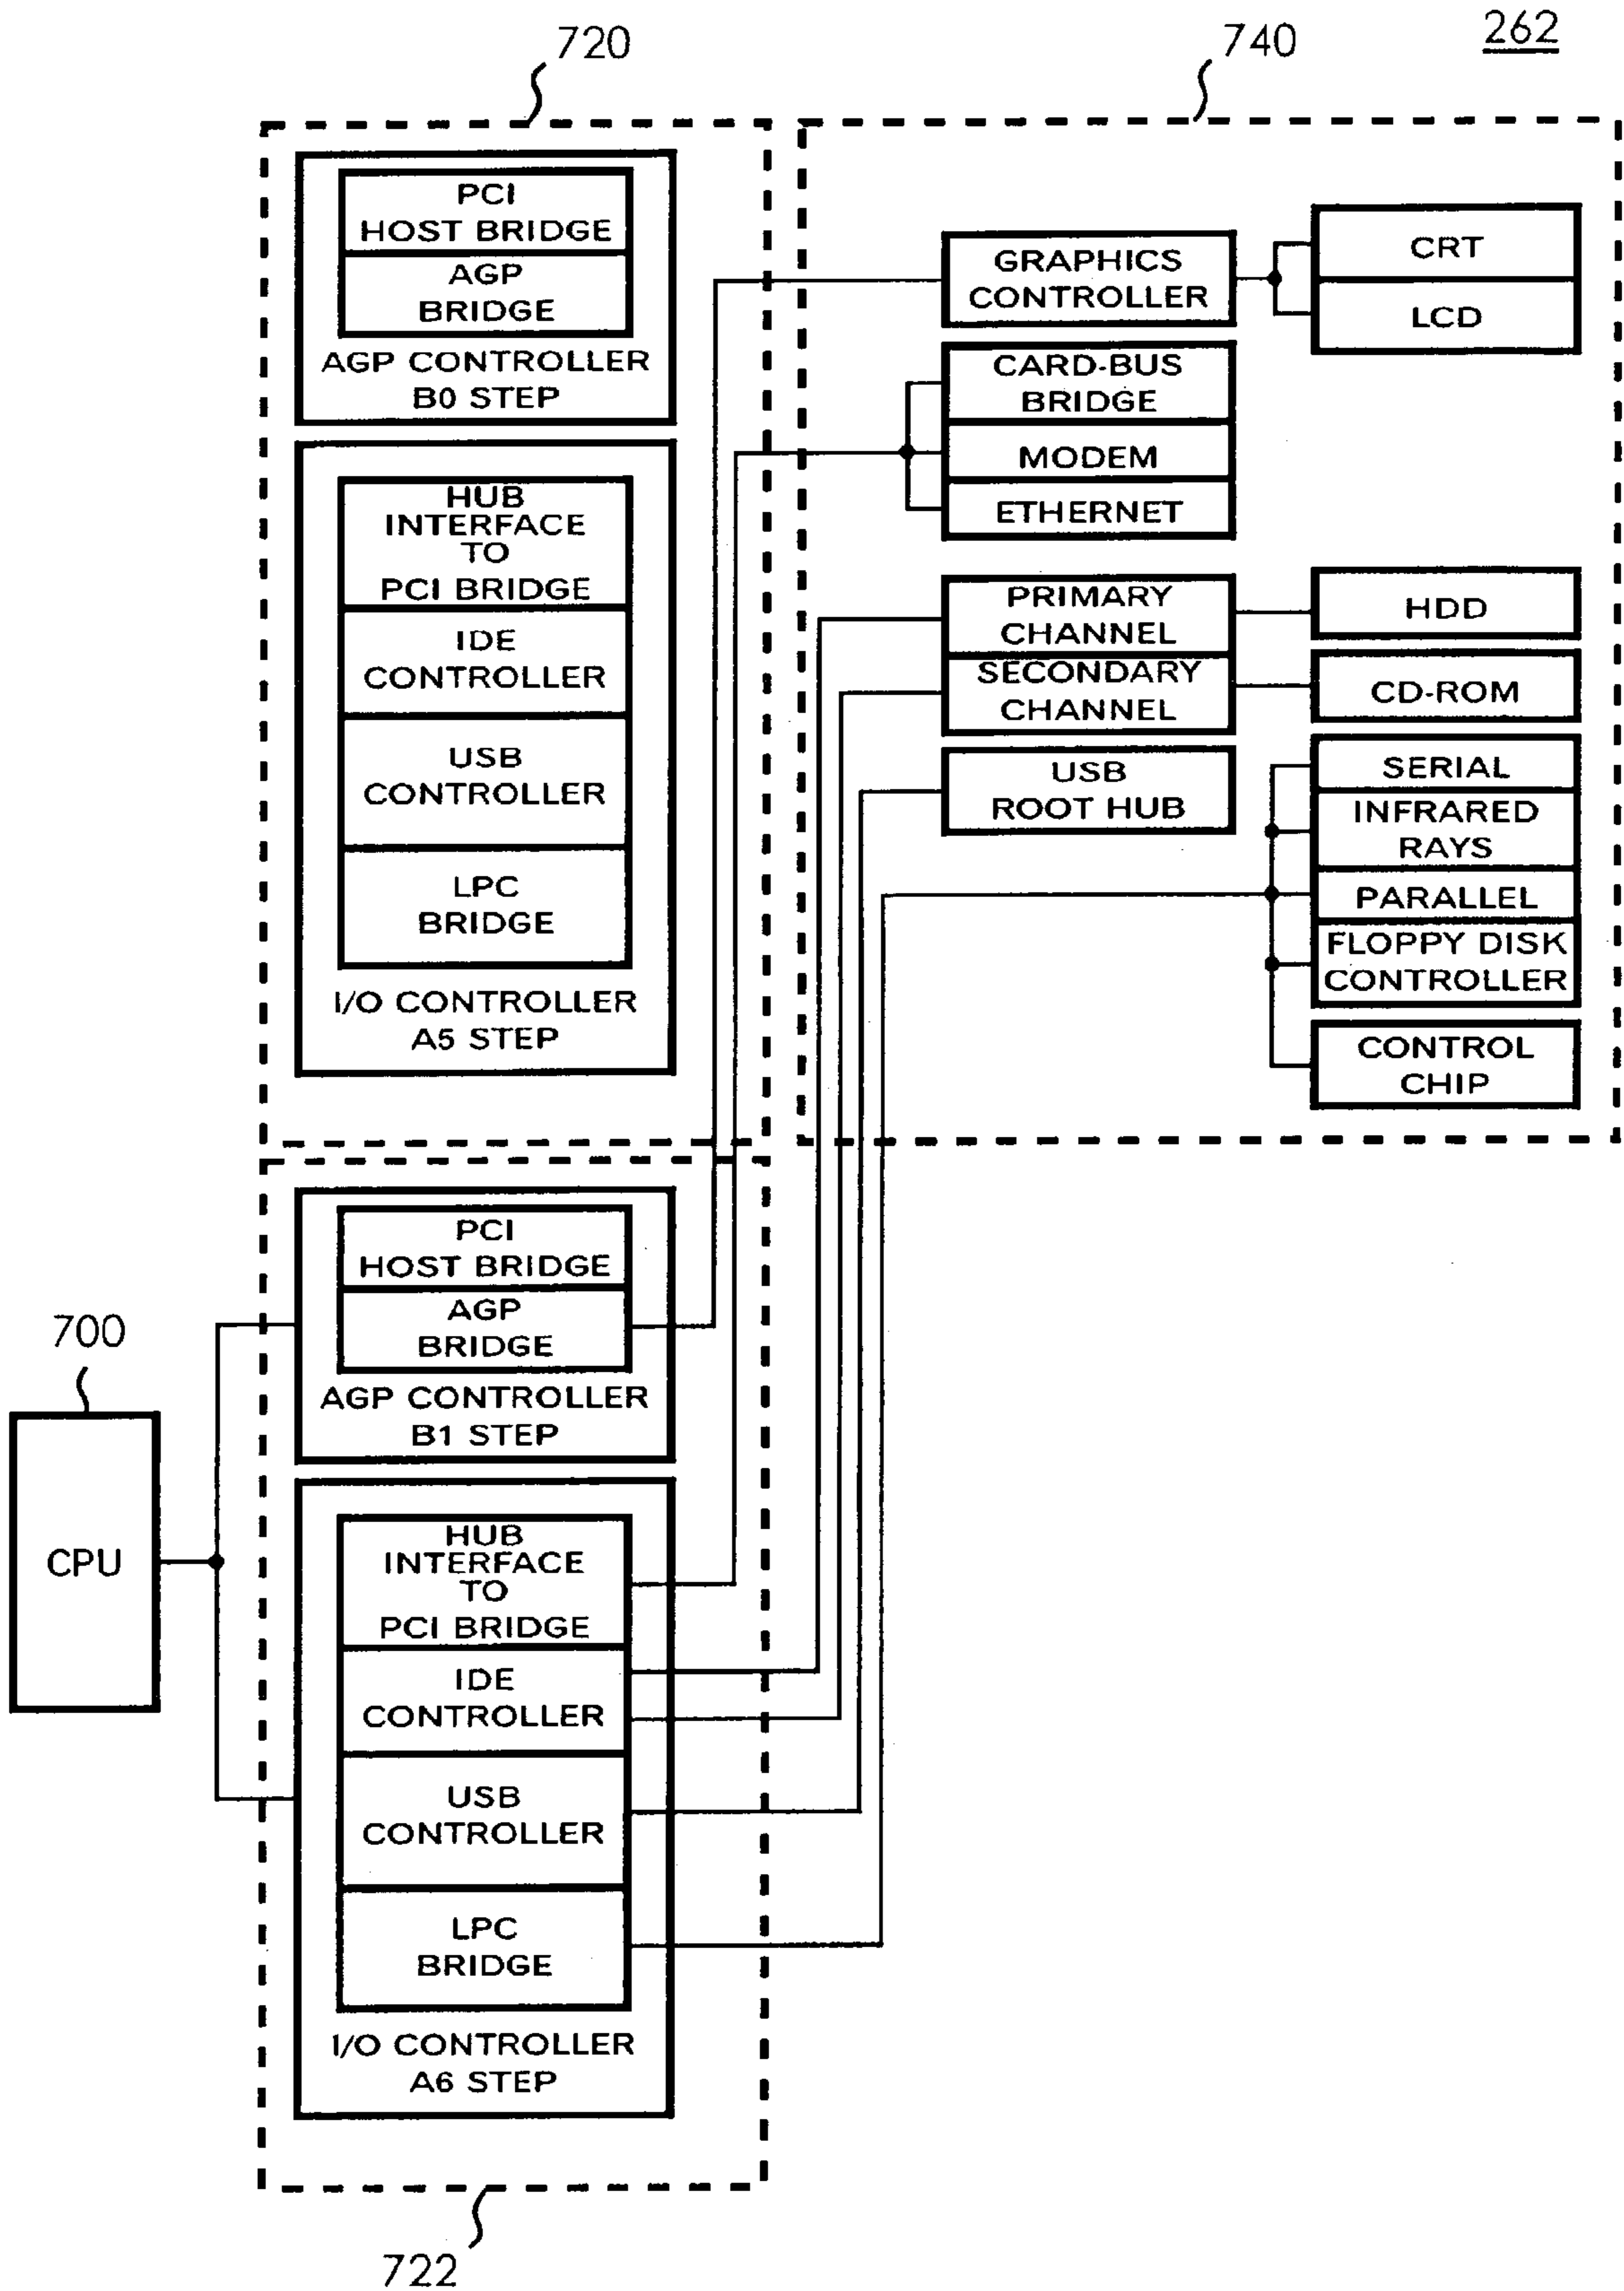 720
740
262
PCI
HOST BRIDGE
AGP
BRIDGE
AGP CONTROLLER
B0 STEP
HUB
INTERFACE
TO
PCI BRIDGE
IDE
CONTROLLER
USB
CONTROLLER
LPC
BRIDGE
I/O CONTROLLER
A5 STEP
GRAPHICS
CONTROLLER
CRT
LCD
CARD-BUS
BRIDGE
MODEM
ETHERNET
PRIMARY
CHANNEL
HDD
SECONDARY
CHANNEL
CD-ROM
USB
ROOT HUB
SERIAL
INFRARED
RAYS
PARALLEL
FLOPPY DISK
CONTROLLER
CONTROL
CHIP
700
CPU
PCI
HOST BRIDGE
AGP
BRIDGE
AGP CONTROLLER
B1 STEP
HUB
INTERFACE
TO
PCI BRIDGE
IDE
CONTROLLER
USB
CONTROLLER
LPC
BRIDGE
I/O CONTROLLER
A6 STEP
722